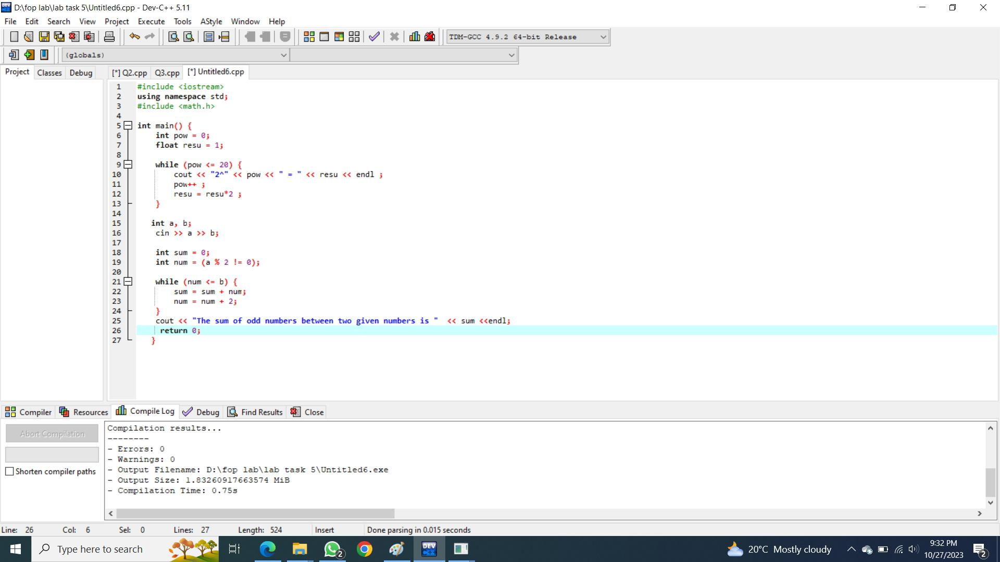 D:\fop lab\lab task 5\Untitled6.cpp - Dev-C++ 5.11
File Edit Search View Project Execute Tools AStyle Window Help
TDM-GCC 4.9.2 64-bit Release
(globals)
Project Classes Debug [*] Q2.cpp Q3.cpp [*] Untitled6.cpp
1 #include <iostream>
2 using namespace std;
3 #include <math.h>
4
5 int main() {
6 int pow = 0;
7 float resu = 1;
8
9 while (pow <= 20) {
10 cout << "2^" << pow << " = " << resu << endl ;
11 pow++ ;
12 resu = resu*2 ;
13 }
14
15 int a, b;
16 cin >> a >> b;
17
18 int sum = 0;
19 int num = (a % 2 != 0);
20
21 while (num <= b) {
22 sum = sum + num;
23 num = num + 2;
24 }
25 cout << "The sum of odd numbers between two given numbers is " << sum <<endl;
26 return 0;
27 }
Compiler Resources Compile Log Debug Find Results Close
Abort Compilation
Shorten compiler paths
Compilation results...
--------
- Errors: 0
- Warnings: 0
- Output Filename: D:\fop lab\lab task 5\Untitled6.exe
- Output Size: 1.83260917663574 MiB
- Compilation Time: 0.75s
Line: 26 Col: 6 Sel: 0 Lines: 27 Length: 524 Insert Done parsing in 0.015 seconds
Type here to search
2
DEV C++
20°C Mostly cloudy
9:32 PM
10/27/2023
2